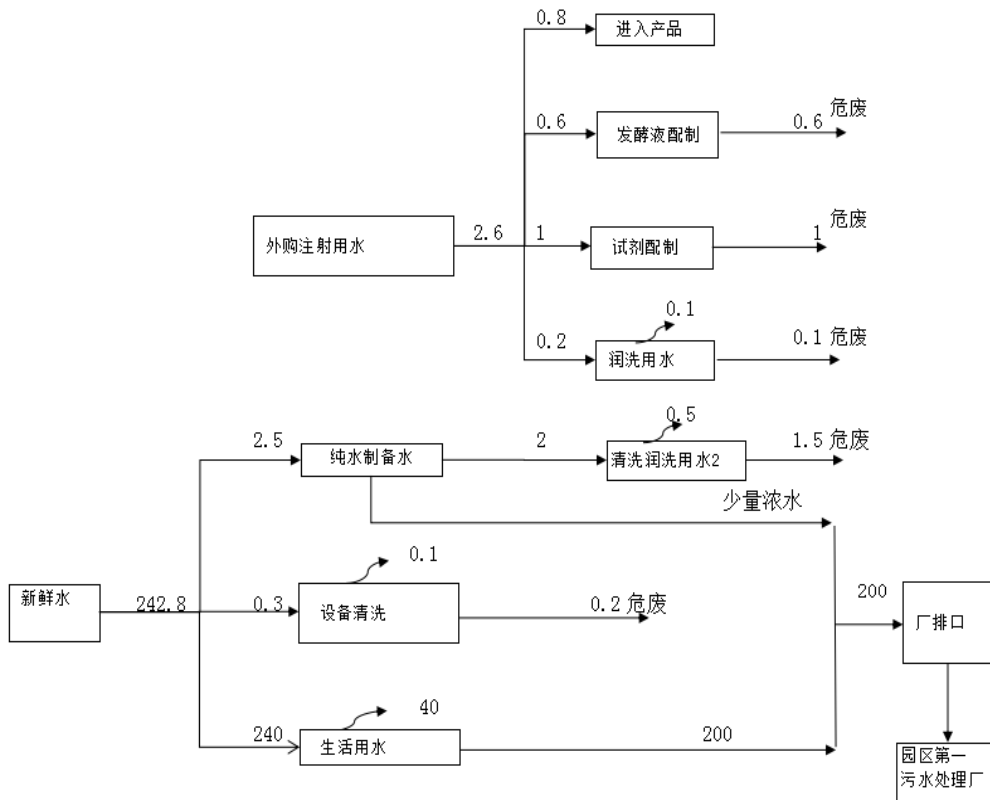 0.8
进入产品
0.6
发酵液配制
0.6
危废
外购注射用水
2.6
1
试剂配制
1
危废
0.2
0.1
润洗用水
0.1 危废
2.5
纯水制备水
2
0.5
清洗润洗用水2
1.5 危废
少量浓水
新鲜水
242.8
0.3
0.1
设备清洗
0.2 危废
200
厂排口
240
40
生活用水
200
园区第一
污水处理厂